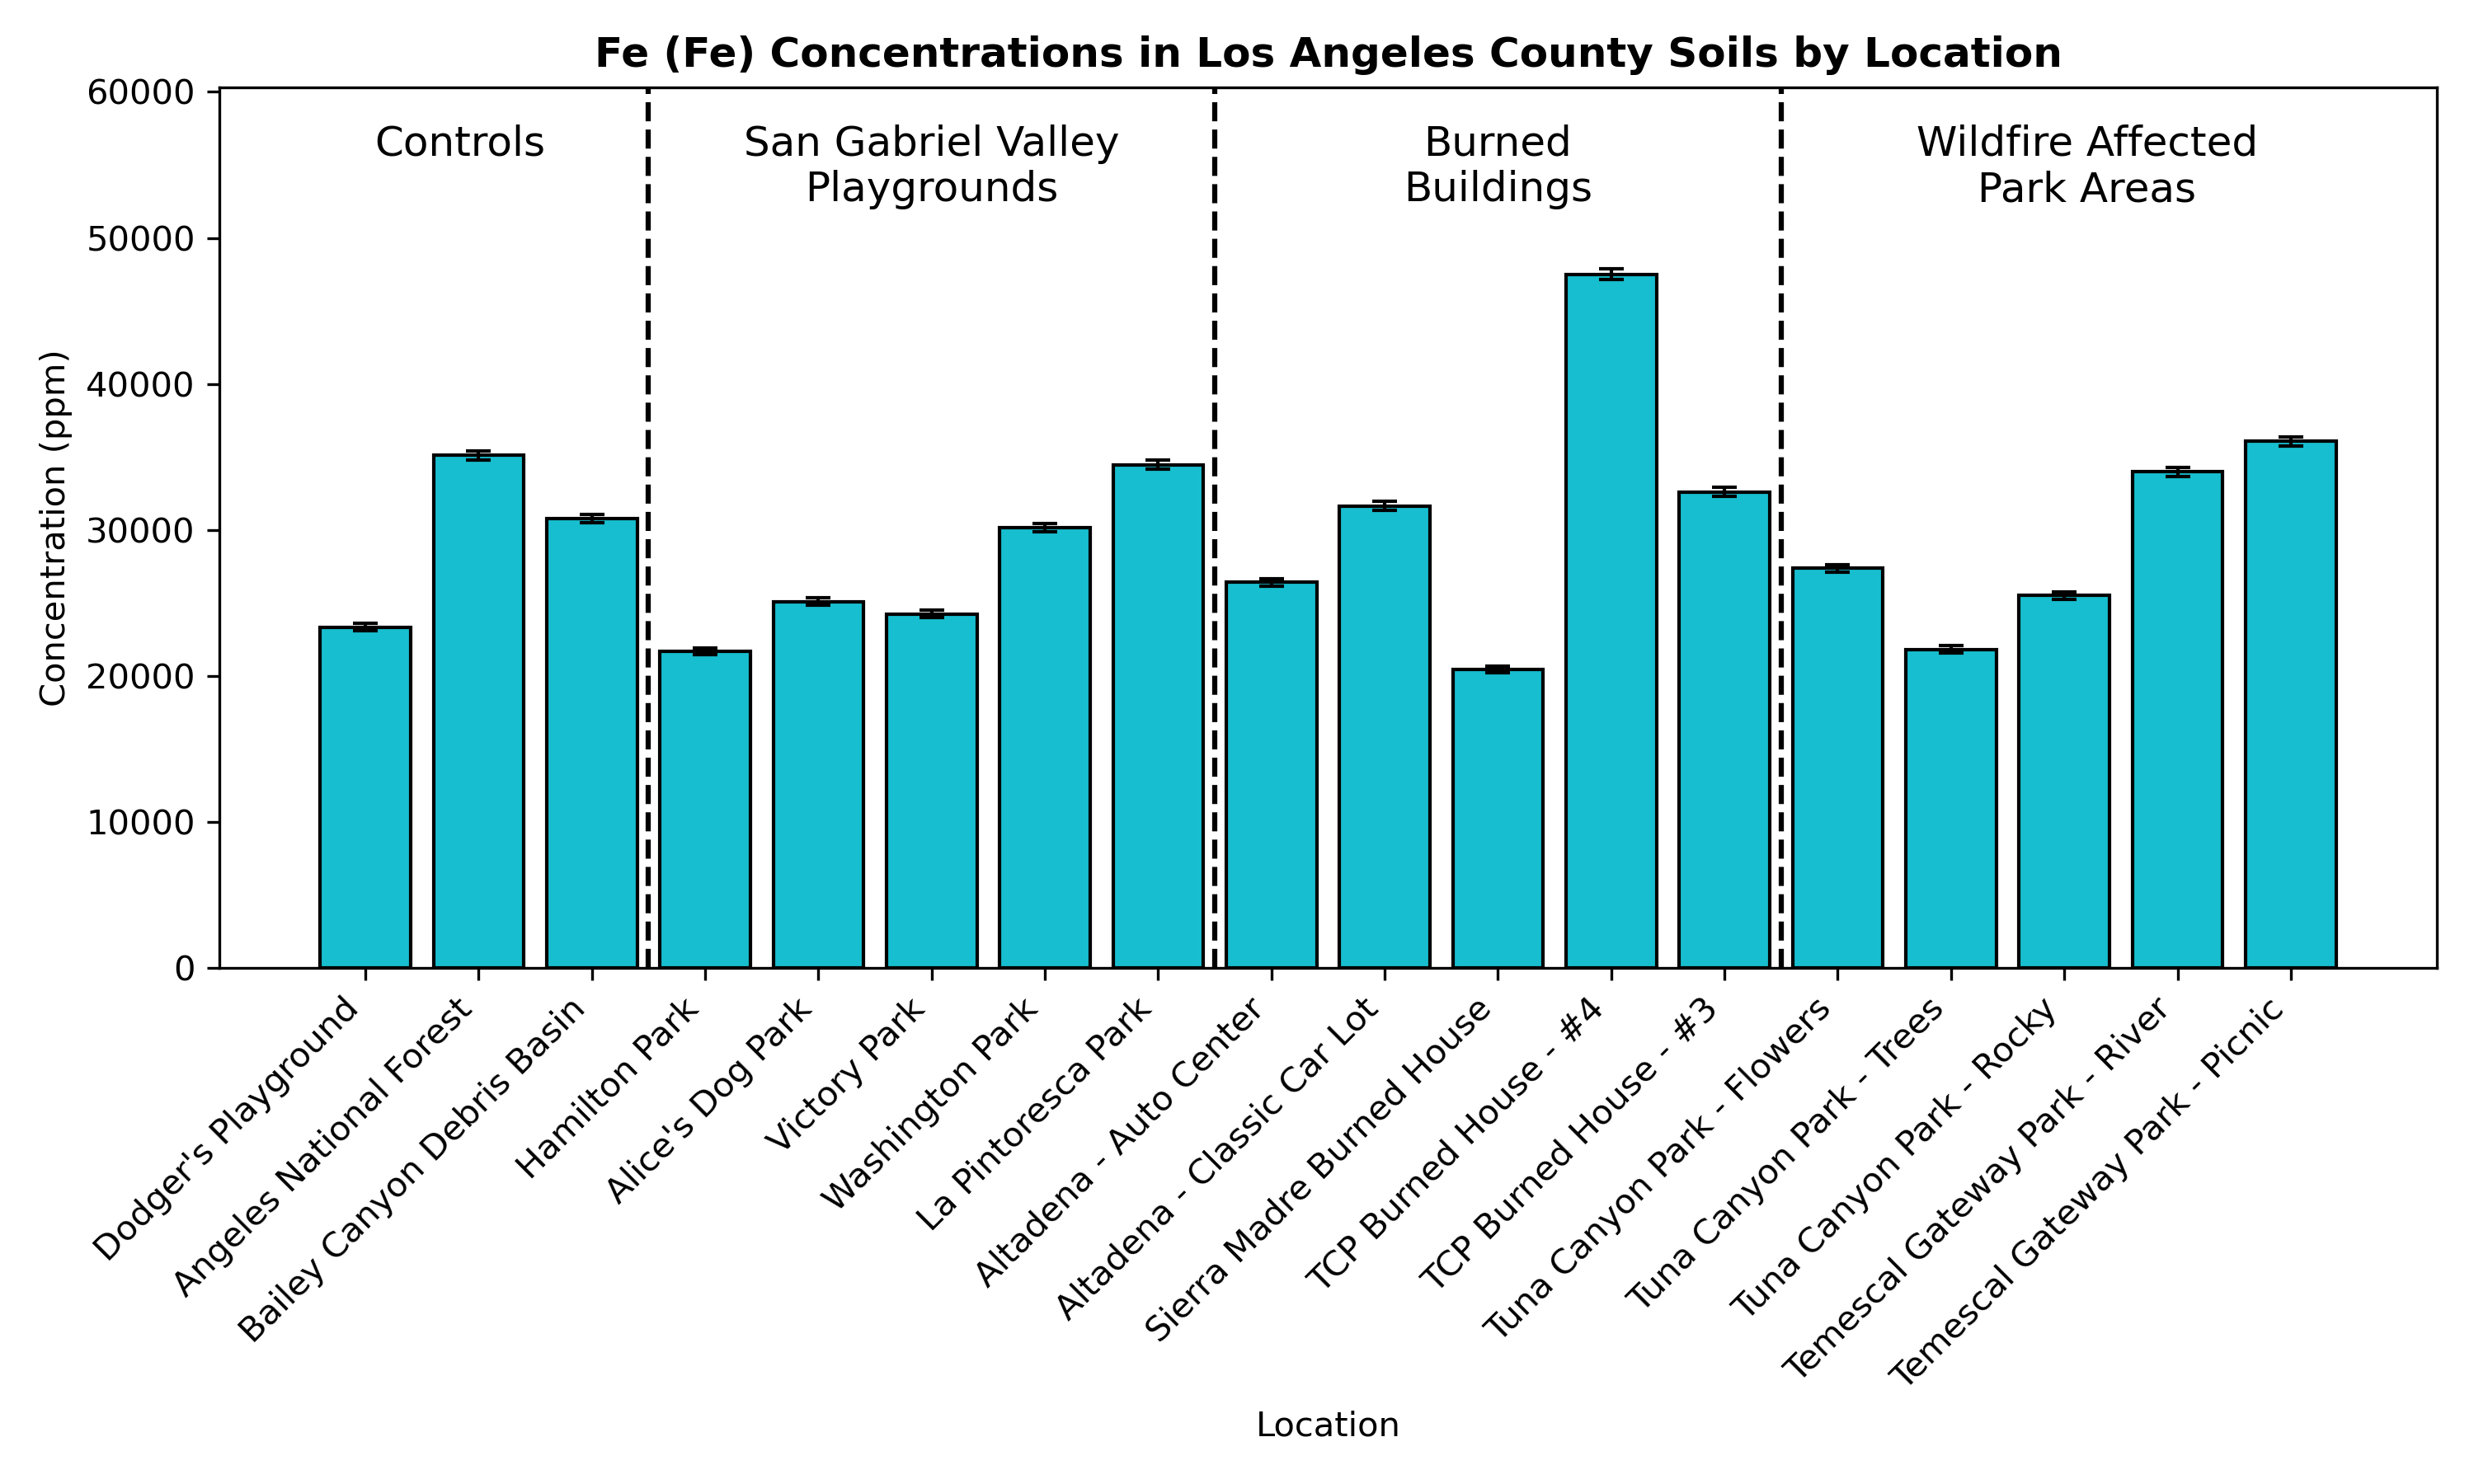 Fe (Fe) Concentrations in Los Angeles County Soils by Location
Concentration (ppm)
60000
50000
40000
30000
20000
10000
0
Controls
San Gabriel Valley
Playgrounds
Burned
Buildings
Wildfire Affected
Park Areas
Dodger's Playground
Angeles National Forest
Bailey Canyon Debris Basin
Hamilton Park
Alice's Dog Park
Victory Park
Washington Park
La Pintoresca Park
Altadena - Auto Center
Altadena - Classic Car Lot
Sierra Madre Burned House
TCP Burned House - #4
TCP Burned House - #3
Tuna Canyon Park - Flowers
Tuna Canyon Park - Trees
Tuna Canyon Park - Rocky
Temescal Gateway Park - River
Temescal Gateway Park - Picnic
Location